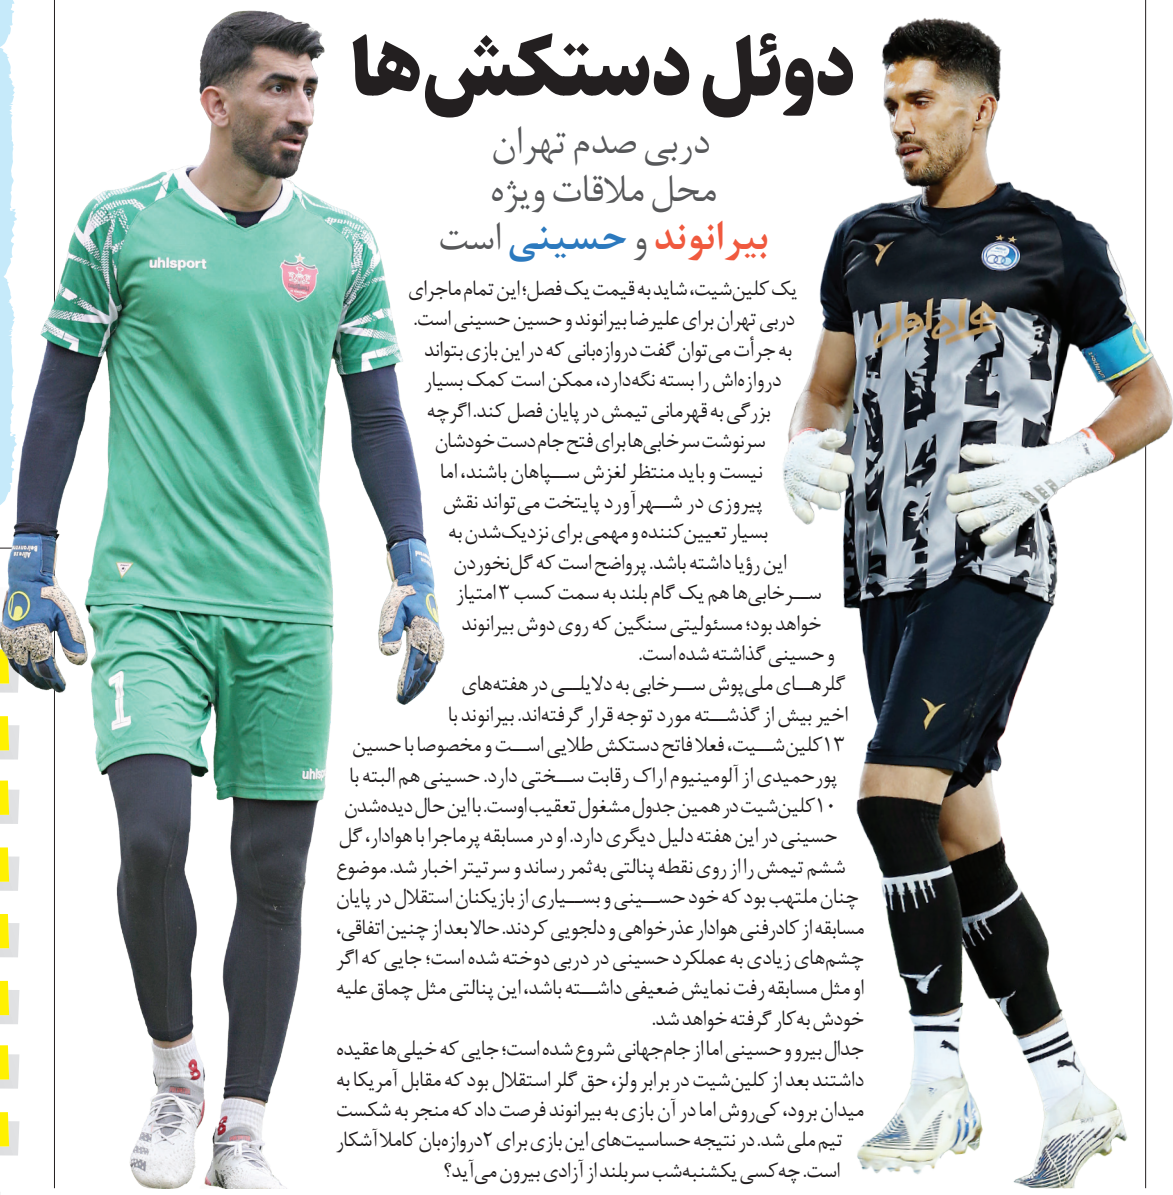 دوئل دستکش‌ها
دربی صدم تهران
محل ملاقات ویژه
بیرانوند و حسینی است
یک کلین‌شیت، شاید به قیمت یک فصل؛ این تمام ماجرای
دربی تهران برای علیرضا بیرانوند و حسین حسینی است.
به جرأت می‌توان گفت دروازه‌بانی که در این بازی بتواند
دروازه‌اش را بسته نگه‌دارد، ممکن است کمک بسیار
بزرگی به قهرمانی تیمش در پایان فصل کند. اگرچه
سرنوشت سرخابی‌ها برای فتح جام دست خودشان
نیست و باید منتظر لغزش سپاهان باشند، اما
پیروزی در شهرآورد پایتخت می‌تواند نقش
بسیار تعیین‌کننده و مهمی برای نزدیک‌شدن به
این رؤیا داشته باشد. پرواضح است که گل‌نخوردن
سرخابی‌ها هم یک گام بلند به سمت کسب ۳ امتیاز
خواهد بود؛ مسئولیتی سنگین که روی دوش بیرانوند
و حسینی گذاشته شده است.
گلرهای ملی‌پوش سرخابی به دلایلی در هفته‌های
اخیر بیش از گذشته مورد توجه قرار گرفته‌اند. بیرانوند با
۱۳کلین‌شیت، فعلا فاتح دستکش طلایی است و مخصوصا با حسین
پورحمیدی از آلومینیوم اراک رقابت سختی دارد. حسینی هم البته با
۱۰کلین‌شیت در همین جدول مشغول تعقیب اوست. با این حال دیده‌شدن
حسینی در این هفته دلیل دیگری دارد. او در مسابقه پرماجرا با هوادار، گل
ششم تیمش را از روی نقطه پنالتی به‌ثمر رساند و سرتیتر اخبار شد. موضوع
چنان ملتهب بود که خود حسینی و بسیاری از بازیکنان استقلال در پایان
مسابقه از کادرفنی هوادار عذرخواهی و دلجویی کردند. حالا بعد از چنین اتفاقی،
چشم‌های زیادی به عملکرد حسینی در دربی دوخته شده است؛ جایی که اگر
او مثل مسابقه رفت نمایش ضعیفی داشته باشد، این پنالتی مثل چماق علیه
خودش به‌کار گرفته خواهد شد.
جدال بیرو و حسینی اما از جام‌جهانی شروع شده است؛ جایی که خیلی‌ها عقیده
داشتند بعد از کلین‌شیت در برابر ولز، حق گلر استقلال بود که مقابل آمریکا به
میدان برود، کی‌روش اما در آن بازی به بیرانوند فرصت داد که منجر به شکست
تیم ملی شد. در نتیجه حساسیت‌های این بازی برای ۲دروازه‌بان کاملا آشکار
است. چه‌کسی یکشنبه‌شب سربلند از آزادی بیرون می‌آید؟
uhlsport
1
همراه اول
8
8